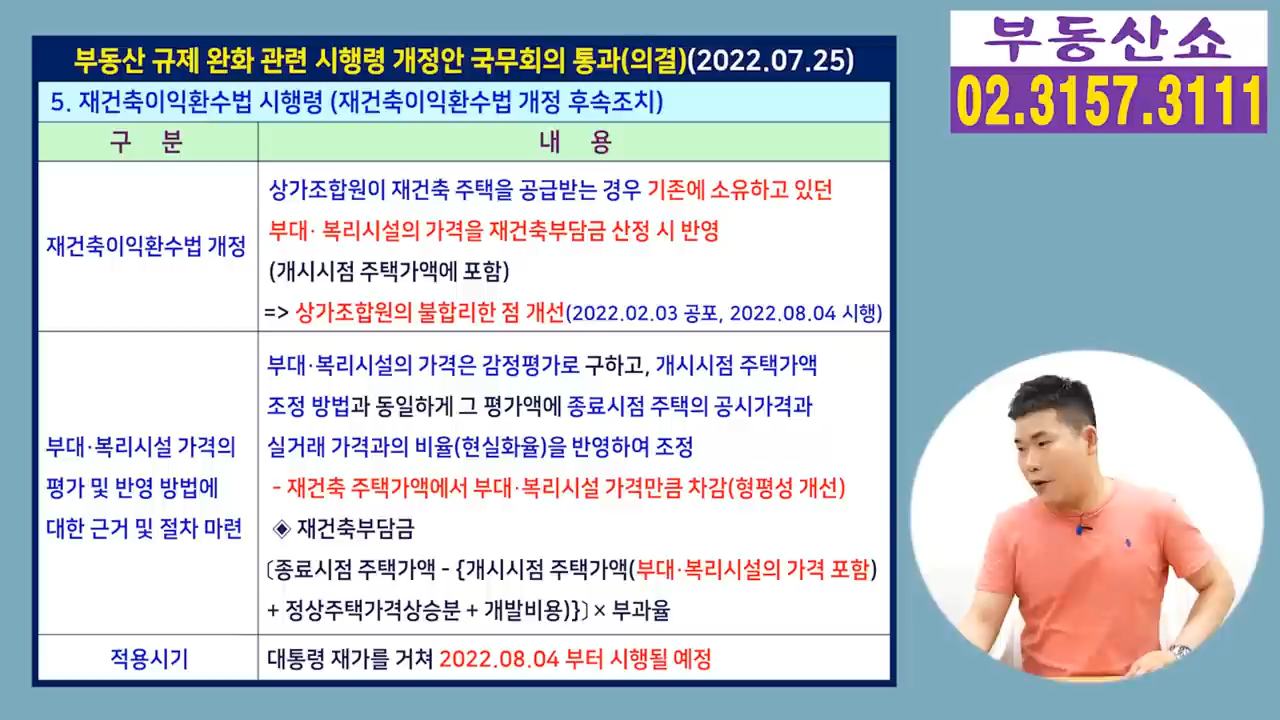 부동산쇼
02.3157.3111
부동산 규제 완화 관련 시행령 개정안 국무회의 통과(의결)(2022.07.25)
5. 재건축이익환수법 시행령 (재건축이익환수법 개정 후속조치)
구 분
내 용
재건축이익환수법 개정
상가조합원이 재건축 주택을 공급받는 경우 기존에 소유하고 있던
부대· 복리시설의 가격을 재건축부담금 산정 시 반영
(개시시점 주택가액에 포함)
=> 상가조합원의 불합리한 점 개선(2022.02.03 공포, 2022.08.04 시행)
부대·복리시설 가격의
평가 및 반영 방법에
대한 근거 및 절차 마련
부대·복리시설의 가격은 감정평가로 구하고, 개시시점 주택가액
조정 방법과 동일하게 그 평가액에 종료시점 주택의 공시가격과
실거래 가격과의 비율(현실화율)을 반영하여 조정
- 재건축 주택가액에서 부대·복리시설 가격만큼 차감(형평성 개선)
◈ 재건축부담금
〔종료시점 주택가액 - {개시시점 주택가액(부대·복리시설의 가격 포함)
+ 정상주택가격상승분 + 개발비용)}〕 × 부과율
적용시기
대통령 재가를 거쳐 2022.08.04 부터 시행될 예정